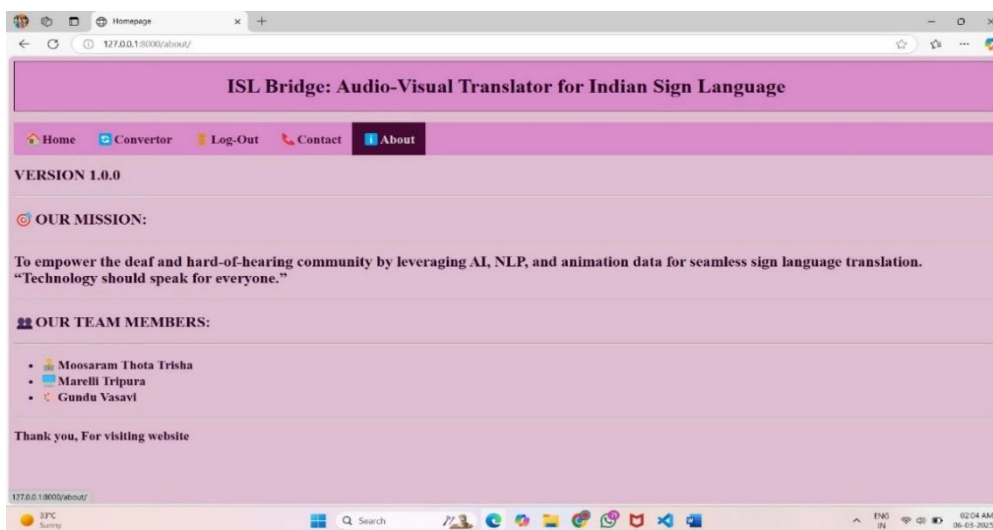 Homepage
127.0.0.1:8000/about/
ISL Bridge: Audio-Visual Translator for Indian Sign Language
Home Convertor Log-Out Contact About
VERSION 1.0.0
OUR MISSION:
To empower the deaf and hard-of-hearing community by leveraging AI, NLP, and animation data for seamless sign language translation.
“Technology should speak for everyone.”
OUR TEAM MEMBERS:
• Moosaram Thota Trisha
• Marelli Tripura
• Gundu Vasavi
Thank you, For visiting website
127.0.0.1:8000/about/
33°C
Sunny
Search
ENG
IN
02:04 AM
06-03-2025